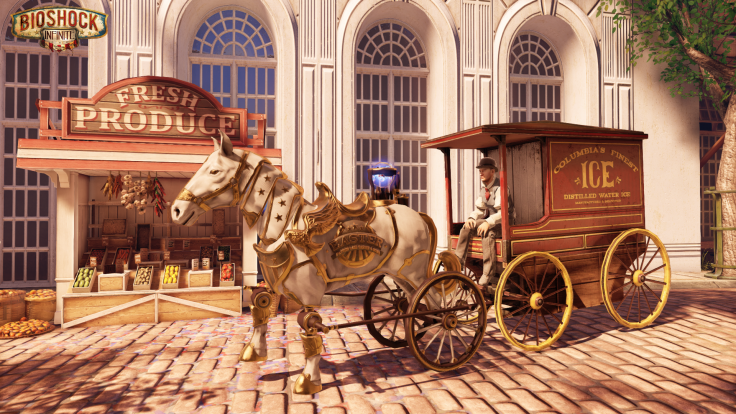 BIOSHOCK
INFINITE
FRESH
PRODUCE
COLUMBIA'S FINEST
ICE
DISTILLED WATER ICE